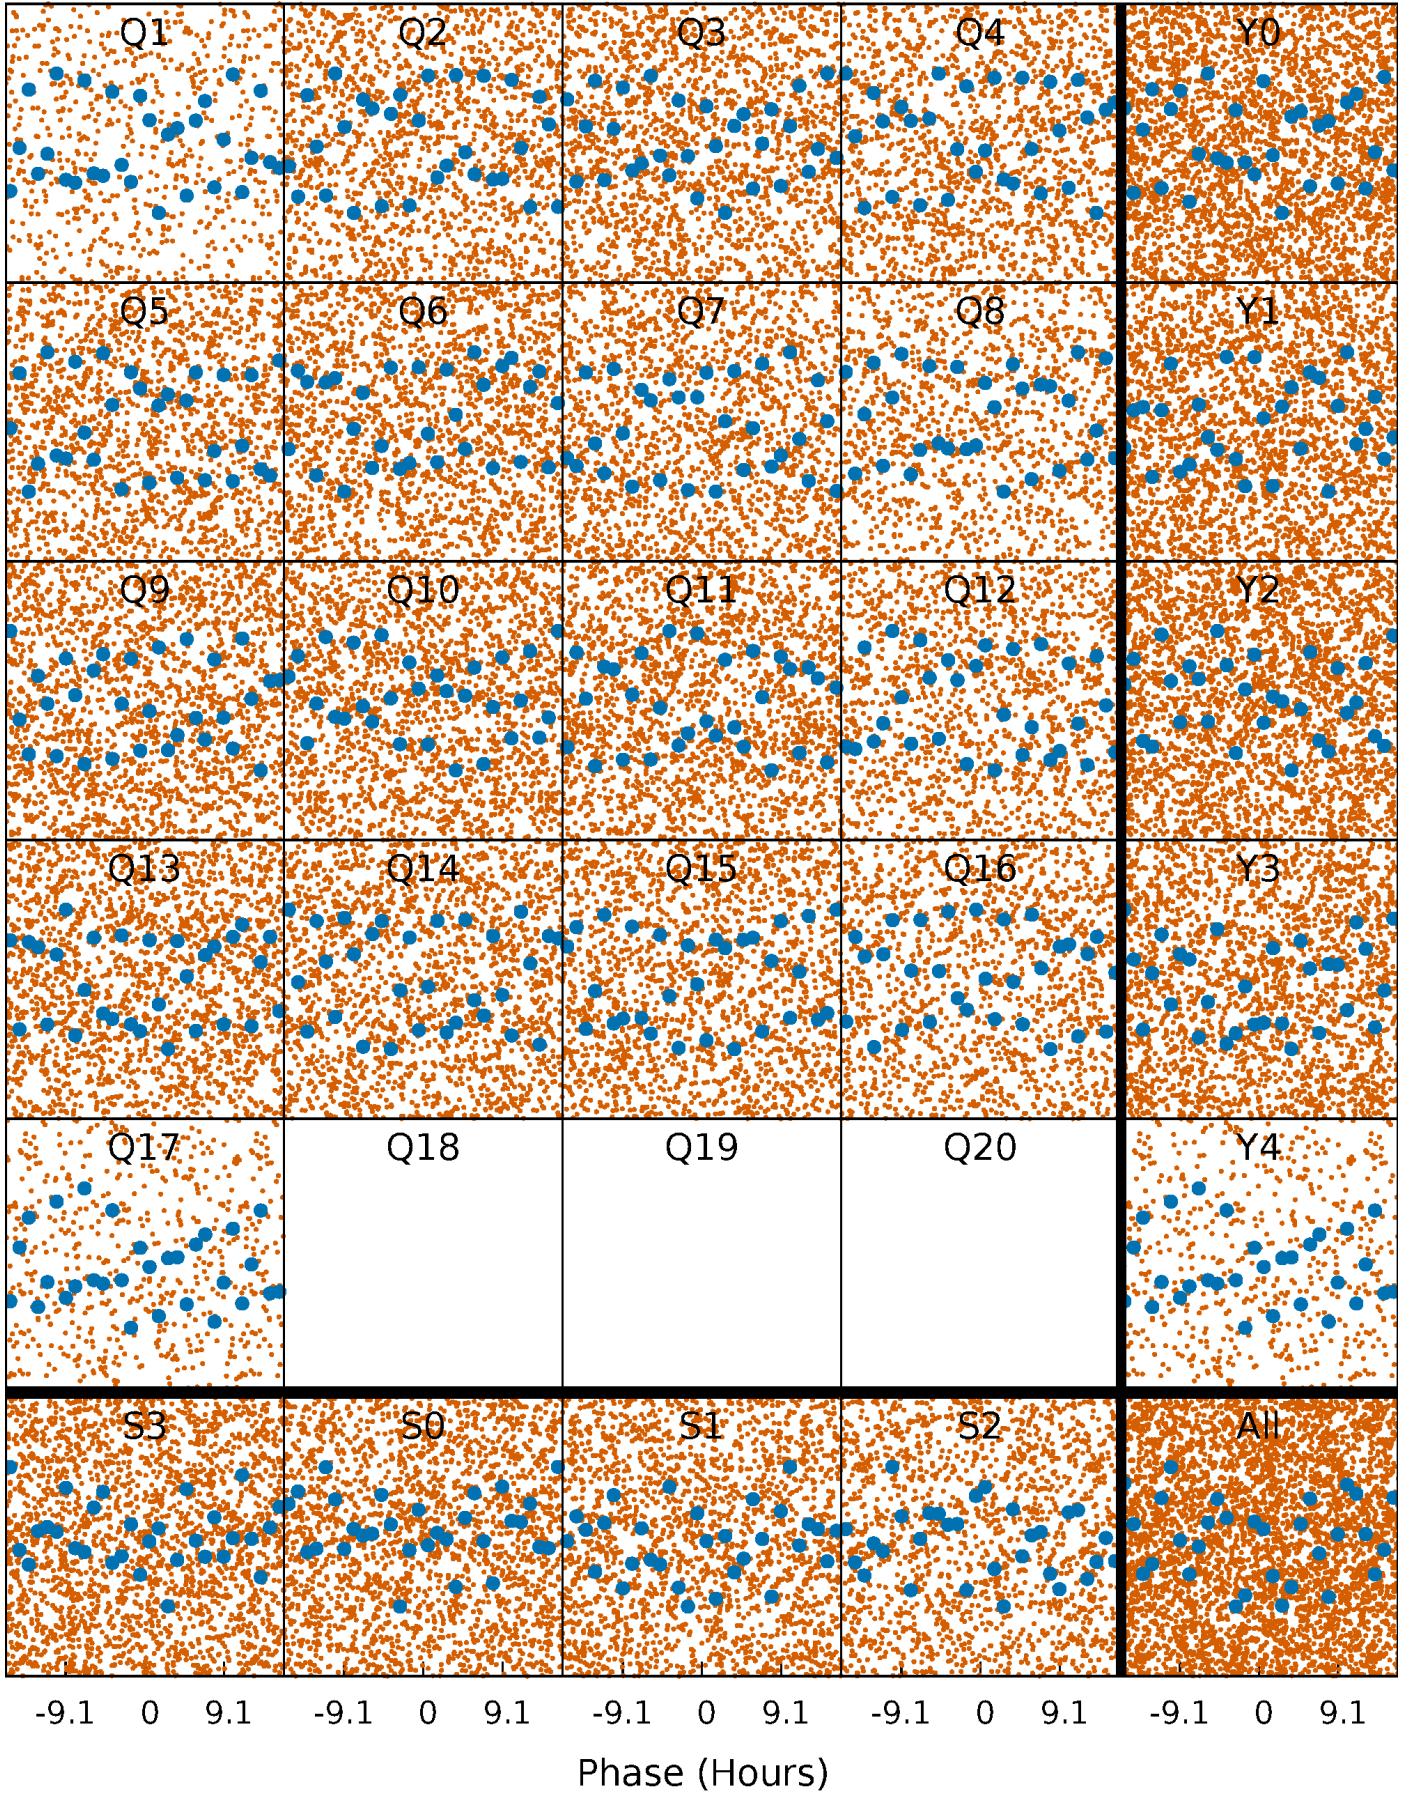 Q1 Q2 Q3 Q4 Y0
Q5 Q6 Q7 Q8 Y1
Q9 Q10 Q11 Q12 Y2
Q13 Q14 Q15 Q16 Y3
Q17 Q18 Q19 Q20 Y4
S3 S0 S1 S2 All
-9.1 0 9.1 -9.1 0 9.1 -9.1 0 9.1 -9.1 0 9.1 -9.1 0 9.1
Phase (Hours)